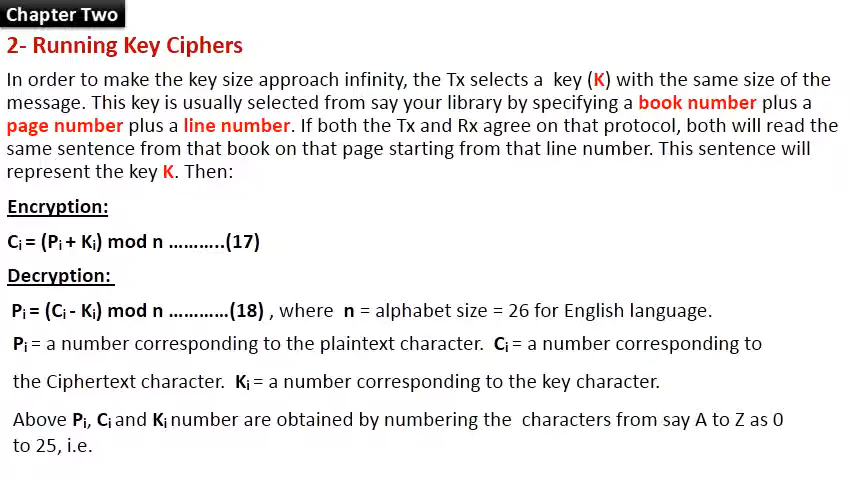 Chapter Two
2- Running Key Ciphers
In order to make the key size approach infinity, the Tx selects a key (K) with the same size of the
message. This key is usually selected from say your library by specifying a book number plus a
page number plus a line number. If both the Tx and Rx agree on that protocol, both will read the
same sentence from that book on that page starting from that line number. This sentence will
represent the key K. Then:
Encryption:
Ci = (Pi + Ki) mod n ………..(17)
Decryption:
Pi = (Ci - Ki) mod n …………(18) , where n = alphabet size = 26 for English language.
Pi = a number corresponding to the plaintext character. Ci = a number corresponding to
the Ciphertext character. Ki = a number corresponding to the key character.
Above Pi, Ci and Ki number are obtained by numbering the characters from say A to Z as 0
to 25, i.e.